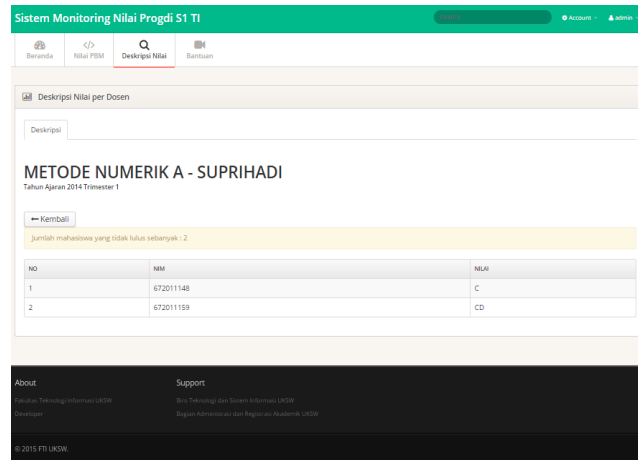 Sistem Monitoring Nilai Progdi S1 TI
Account
admin
Beranda
Nilai PBM
Deskripsi Nilai
Bantuan
Deskripsi Nilai per Dosen
Deskripsi
METODE NUMERIK A - SUPRIHADI
Tahun Ajaran 2014 Trimester 1
Kembali
Jumlah mahasiswa yang tidak lulus sebanyak : 2
NO NIM NILAI
1 672011148 C
2 672011159 CD
About Support
Fakultas Teknologi Informasi UKSW Biro Teknologi dan Sistem Informasi UKSW
Developer Bagian Administrasi dan Registrasi Akademik UKSW
© 2015 FTI UKSW.